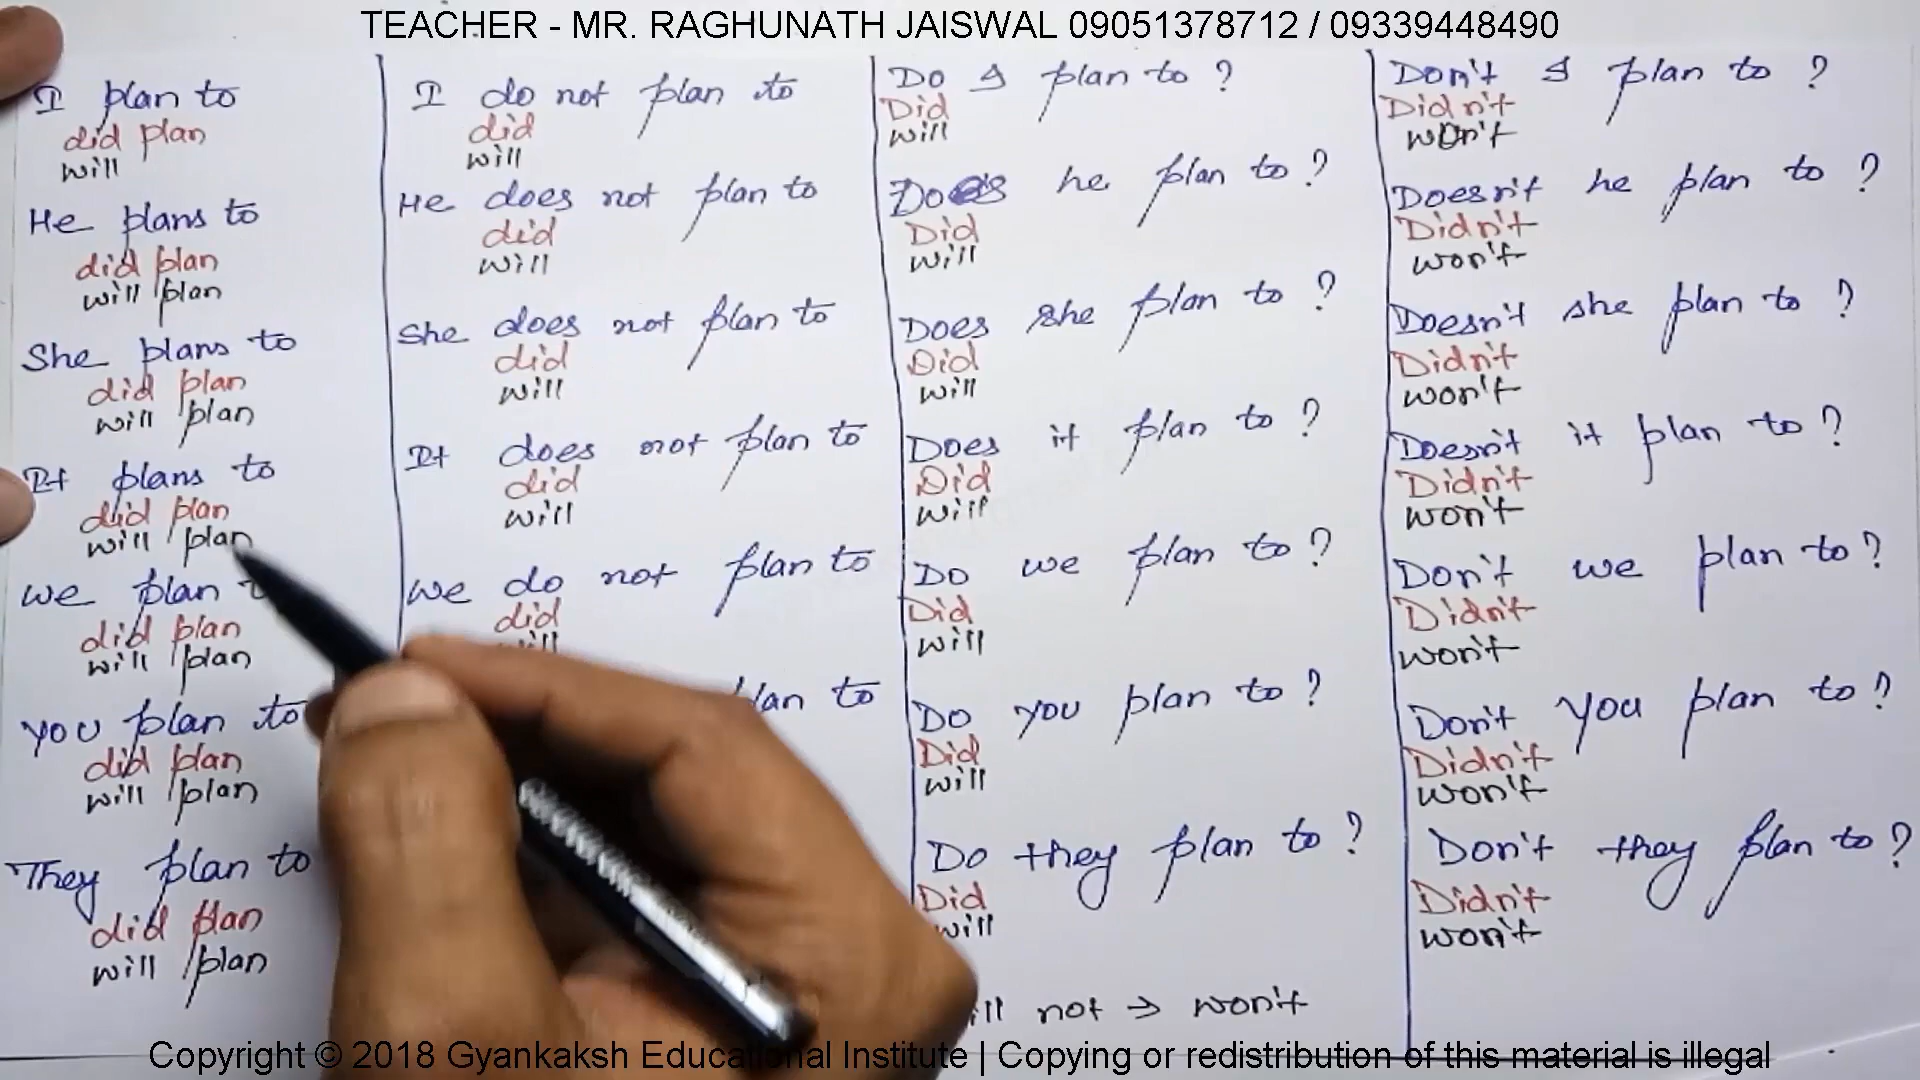 TEACHER - MR. RAGHUNATH JAISWAL 09051378712 / 09339448490
I plan to
did plan
will
He plans to
did plan
will plan
She plans to
did plan
will plan
It plans to
did plan
will plan
We plan
did plan
will plan
You plan to
did plan
will plan
They plan to
did plan
will plan
I do not plan to
did
will
He does not plan to
did
will
She does not plan to
did
will
It does not plan to
did
will
We do not plan to
did
will
plan to
Do I plan to ?
Did
will
Does he plan to ?
Did
will
Does she plan to ?
Did
will
Does it plan to ?
Did
will
Do we plan to ?
Did
will
Do you plan to ?
Did
will
Do they plan to ?
Did
will
not → won't
Don't I plan to ?
Didn't
won't
Doesn't he plan to ?
Didn't
won't
Doesn't she plan to ?
Didn't
won't
Doesn't it plan to ?
Didn't
won't
Don't we plan to ?
Didn't
won't
Don't you plan to ?
Didn't
won't
Don't they plan to ?
Didn't
won't
Copyright © 2018 Gyankaksh Educational Institute | Copying or redistribution of this material is illegal